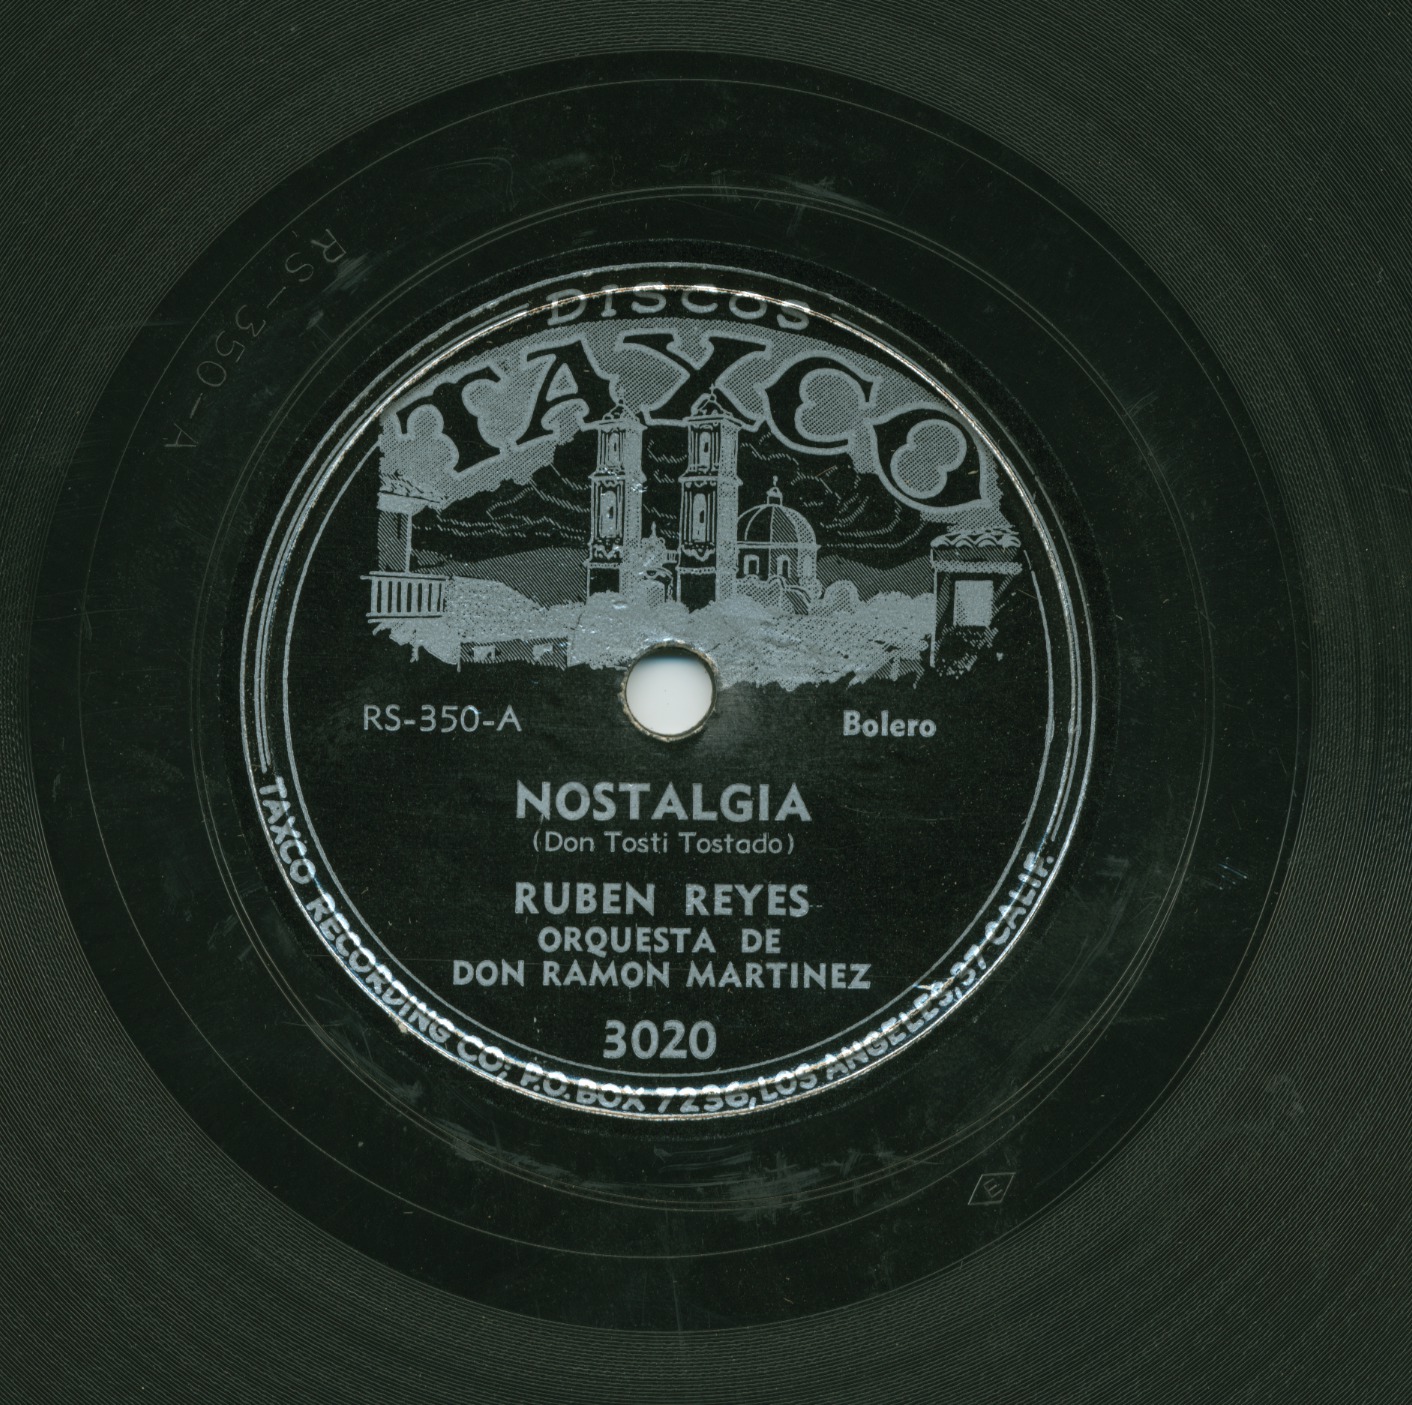 DISCOS
TAXCO
RS-350-A
Bolero
NOSTALGIA
(Don Tosti Tostado)
RUBEN REYES
ORQUESTA DE
DON RAMON MARTINEZ
3020
TAXCO RECORDING CO; P.O. BOX 7236, LOS ANGELES, 37 CALIF.
RS-350-A
E